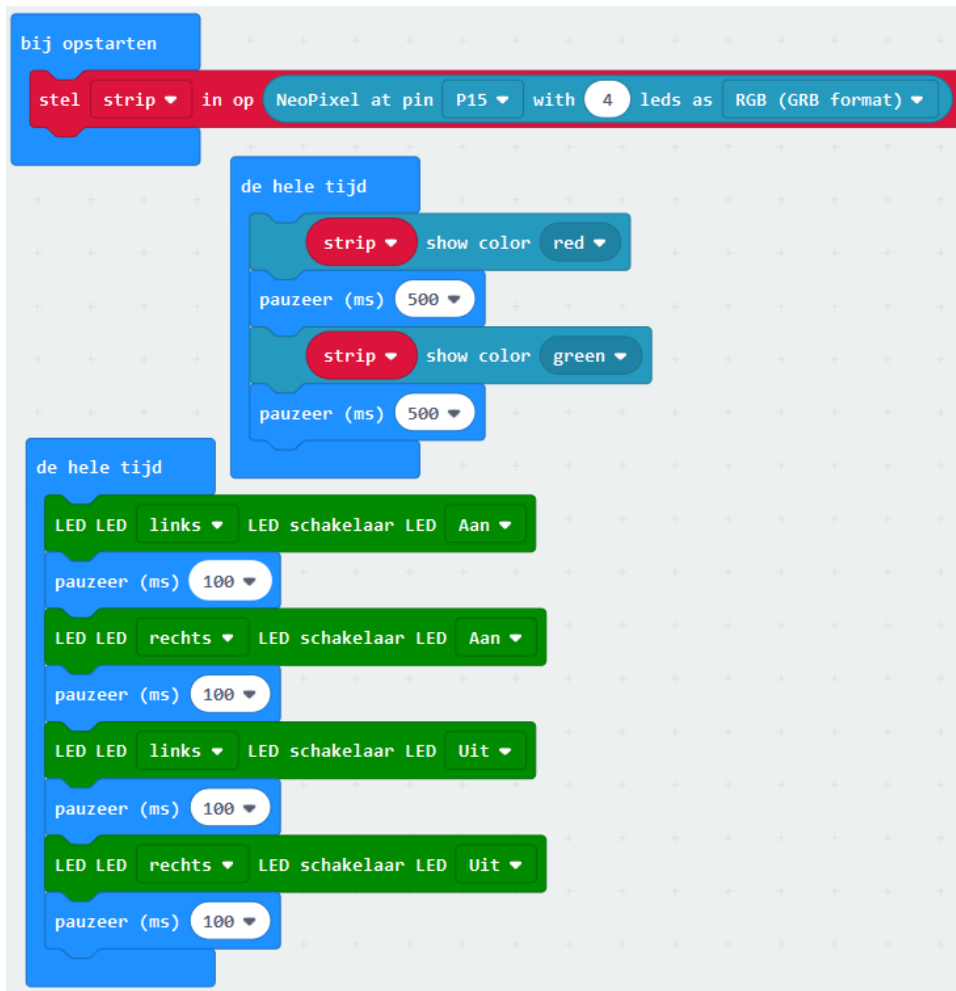 bij opstarten
stel strip in op NeoPixel at pin P15 with 4 leds as RGB (GRB format)
de hele tijd
strip show color red
pauzeer (ms) 500
strip show color green
pauzeer (ms) 500
de hele tijd
LED LED links LED schakelaar LED Aan
pauzeer (ms) 100
LED LED rechts LED schakelaar LED Aan
pauzeer (ms) 100
LED LED links LED schakelaar LED Uit
pauzeer (ms) 100
LED LED rechts LED schakelaar LED Uit
pauzeer (ms) 100